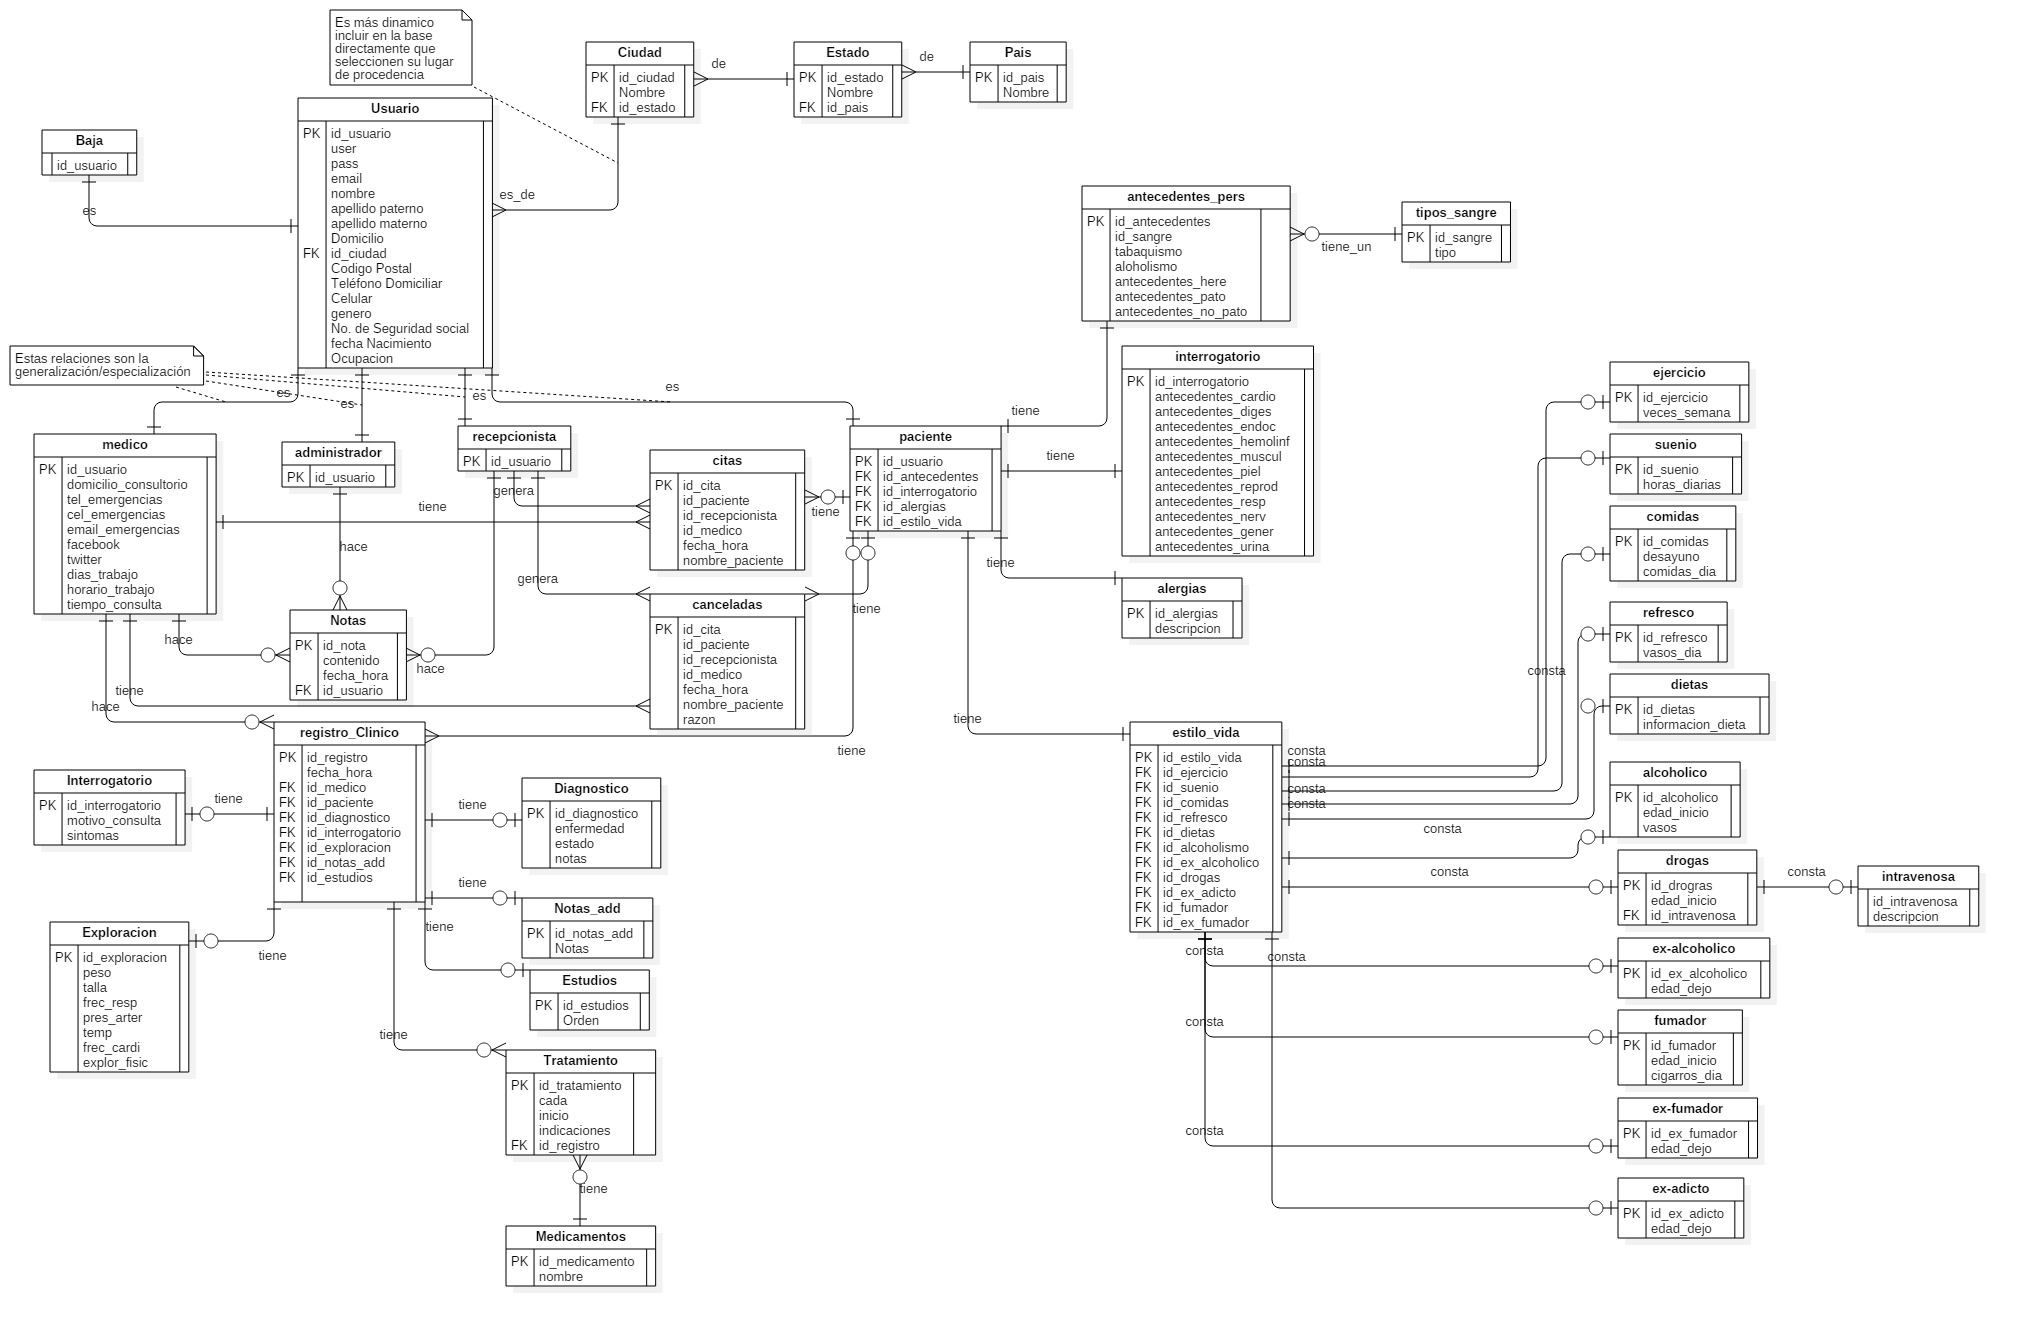 Es más dinamico
incluir en la base
directamente que
seleccionen su lugar
de procedencia
Ciudad
PK id_ciudad
Nombre
FK id_estado
de
Estado
PK id_estado
Nombre
FK id_pais
de
Pais
PK id_pais
Nombre
Baja
id_usuario
es
Usuario
PK id_usuario
user
pass
email
nombre
apellido paterno
apellido materno
Domicilio
FK id_ciudad
Codigo Postal
Teléfono Domiciliar
Celular
genero
No. de Seguridad social
fecha Nacimiento
Ocupacion
es_de
antecedentes_pers
PK id_antecedentes
id_sangre
tabaquismo
aloholismo
antecedentes_here
antecedentes_pato
antecedentes_no_pato
tiene_un
tipos_sangre
PK id_sangre
tipo
Estas relaciones son la
generalización/especialización
es
es
es
es
medico
PK id_usuario
domicilio_consultorio
tel_emergencias
cel_emergencias
email_emergencias
facebook
twitter
dias_trabajo
horario_trabajo
tiempo_consulta
administrador
PK id_usuario
recepcionista
PK id_usuario
genera
tiene
hace
genera
citas
PK id_cita
id_paciente
id_recepcionista
id_medico
fecha_hora
nombre_paciente
tiene
paciente
PK id_usuario
FK id_antecedentes
FK id_interrogatorio
FK id_alergias
FK id_estilo_vida
tiene
tiene
tiene
interrogatorio
PK id_interrogatorio
antecedentes_cardio
antecedentes_diges
antecedentes_endoc
antecedentes_hemolinf
antecedentes_muscul
antecedentes_piel
antecedentes_reprod
antecedentes_resp
antecedentes_nerv
antecedentes_gener
antecedentes_urina
alergias
PK id_alergias
descripcion
ejercicio
PK id_ejercicio
veces_semana
suenio
PK id_suenio
horas_diarias
comidas
PK id_comidas
desayuno
comidas_dia
refresco
PK id_refresco
vasos_dia
consta
dietas
PK id_dietas
informacion_dieta
Notas
PK id_nota
contenido
fecha_hora
FK id_usuario
hace
hace
tiene
hace
canceladas
PK id_cita
id_paciente
id_recepcionista
id_medico
fecha_hora
nombre_paciente
razon
tiene
tiene
tiene
registro_Clinico
PK id_registro
fecha_hora
FK id_medico
FK id_paciente
FK id_diagnostico
FK id_interrogatorio
FK id_exploracion
FK id_notas_add
FK id_estudios
Interrogatorio
PK id_interrogatorio
motivo_consulta
sintomas
tiene
Diagnostico
PK id_diagnostico
enfermedad
estado
notas
tiene
tiene
Notas_add
PK id_notas_add
Notas
tiene
Estudios
PK id_estudios
Orden
Exploracion
PK id_exploracion
peso
talla
frec_resp
pres_arter
temp
frec_cardi
explor_fisic
tiene
tiene
Tratamiento
PK id_tratamiento
cada
inicio
indicaciones
FK id_registro
tiene
Medicamentos
PK id_medicamento
nombre
estilo_vida
PK id_estilo_vida
FK id_ejercicio
FK id_suenio
FK id_comidas
FK id_refresco
FK id_dietas
FK id_alcoholismo
FK id_ex_alcoholico
FK id_drogas
FK id_ex_adicto
FK id_fumador
FK id_ex_fumador
consta
consta
consta
consta
consta
consta
alcoholico
PK id_alcoholico
edad_inicio
vasos
drogas
PK id_drogras
edad_inicio
FK id_intravenosa
consta
intravenosa
id_intravenosa
descripcion
consta
consta
ex-alcoholico
PK id_ex_alcoholico
edad_dejo
consta
fumador
PK id_fumador
edad_inicio
cigarros_dia
consta
ex-fumador
PK id_ex_fumador
edad_dejo
ex-adicto
PK id_ex_adicto
edad_dejo